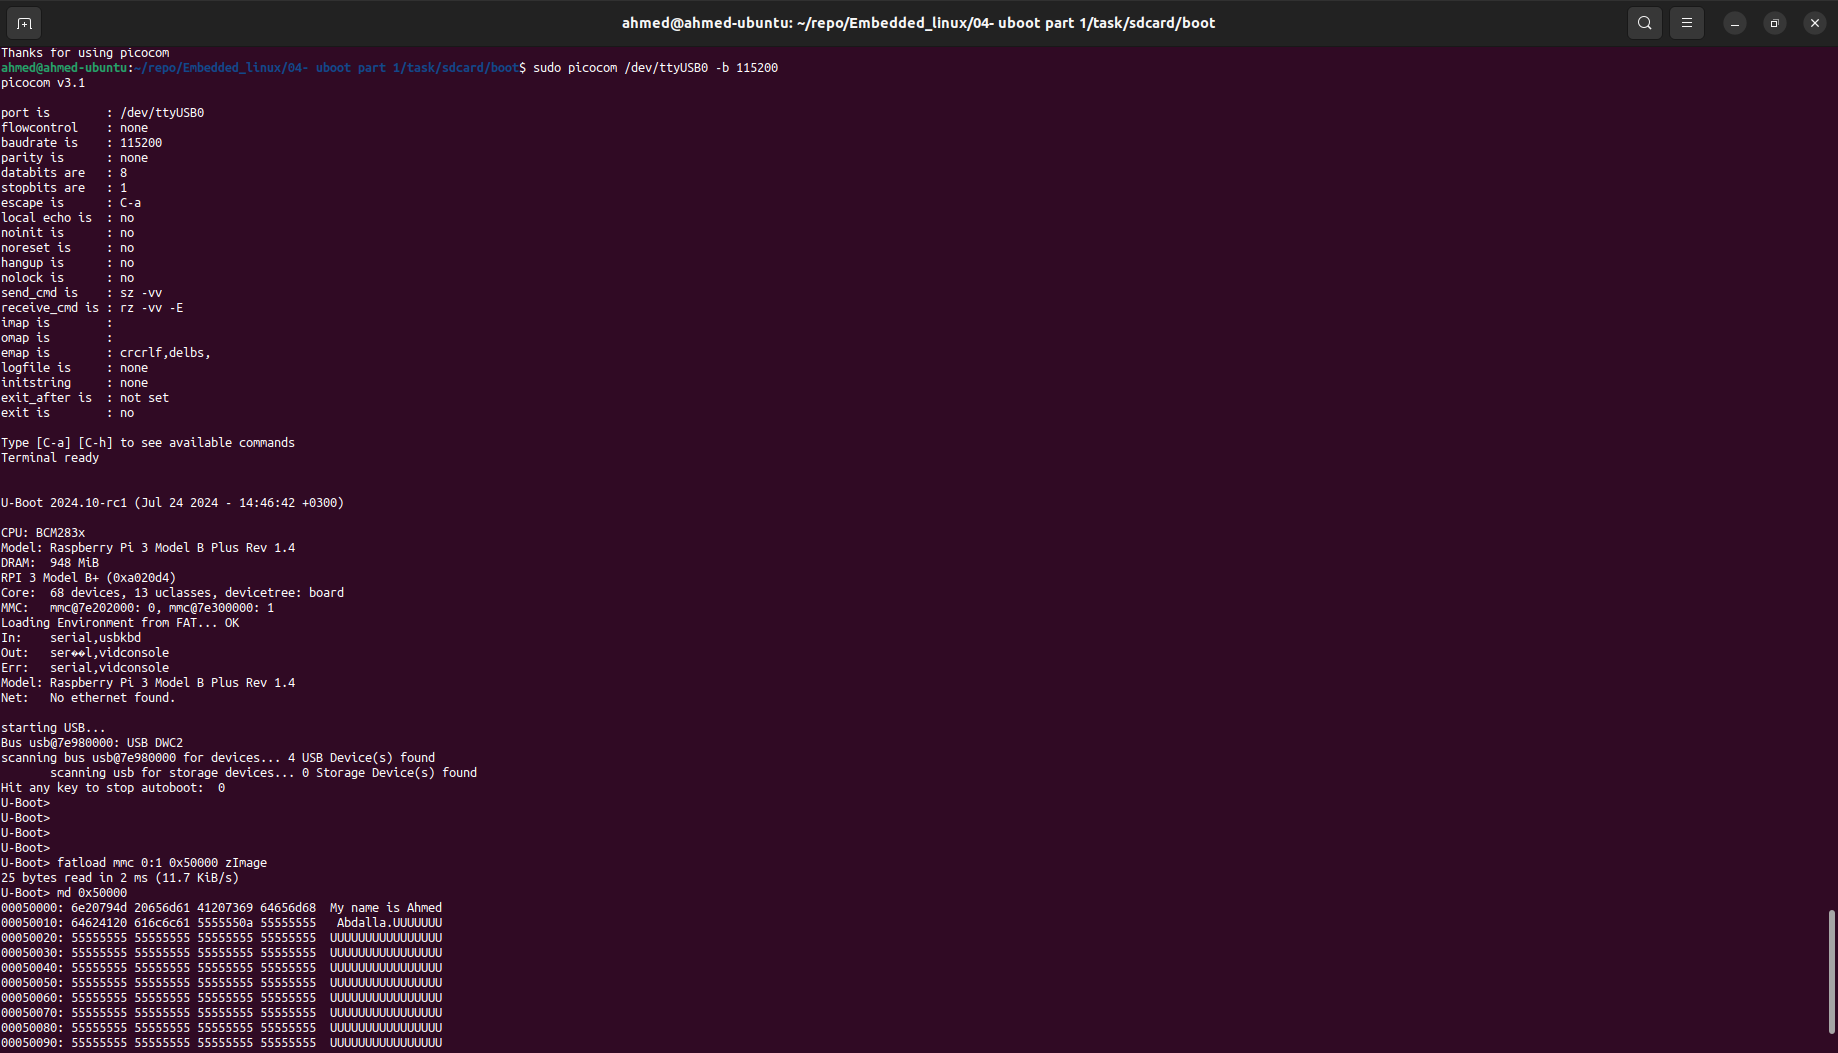 ahmed@ahmed-ubuntu: ~/repo/Embedded_linux/04- uboot part 1/task/sdcard/boot
Thanks for using picocom
ahmed@ahmed-ubuntu:~/repo/Embedded_linux/04- uboot part 1/task/sdcard/boot$ sudo picocom /dev/ttyUSB0 -b 115200
picocom v3.1
port is        : /dev/ttyUSB0
flowcontrol    : none
baudrate is    : 115200
parity is      : none
databits are   : 8
stopbits are   : 1
escape is      : C-a
local echo is  : no
noinit is      : no
noreset is     : no
hangup is      : no
nolock is      : no
send_cmd is    : sz -vv
receive_cmd is : rz -vv -E
imap is        :
omap is        :
emap is        : crcrlf,delbs,
logfile is     : none
initstring     : none
exit_after is  : not set
exit is        : no
Type [C-a] [C-h] to see available commands
Terminal ready
U-Boot 2024.10-rc1 (Jul 24 2024 - 14:46:42 +0300)
CPU: BCM283x
Model: Raspberry Pi 3 Model B Plus Rev 1.4
DRAM:  948 MiB
RPI 3 Model B+ (0xa020d4)
Core:  68 devices, 13 uclasses, devicetree: board
MMC:   mmc@7e202000: 0, mmc@7e300000: 1
Loading Environment from FAT... OK
In:    serial,usbkbd
Out:   ser��l,vidconsole
Err:   serial,vidconsole
Model: Raspberry Pi 3 Model B Plus Rev 1.4
Net:   No ethernet found.
starting USB...
Bus usb@7e980000: USB DWC2
scanning bus usb@7e980000 for devices... 4 USB Device(s) found
       scanning usb for storage devices... 0 Storage Device(s) found
Hit any key to stop autoboot:  0
U-Boot>
U-Boot>
U-Boot>
U-Boot>
U-Boot> fatload mmc 0:1 0x50000 zImage
25 bytes read in 2 ms (11.7 KiB/s)
U-Boot> md 0x50000
00050000: 6e20794d 20656d61 41207369 64656d68  My name is Ahmed
00050010: 64624120 616c6c61 5555550a 55555555   Abdalla.UUUUUUU
00050020: 55555555 55555555 55555555 55555555  UUUUUUUUUUUUUUUU
00050030: 55555555 55555555 55555555 55555555  UUUUUUUUUUUUUUUU
00050040: 55555555 55555555 55555555 55555555  UUUUUUUUUUUUUUUU
00050050: 55555555 55555555 55555555 55555555  UUUUUUUUUUUUUUUU
00050060: 55555555 55555555 55555555 55555555  UUUUUUUUUUUUUUUU
00050070: 55555555 55555555 55555555 55555555  UUUUUUUUUUUUUUUU
00050080: 55555555 55555555 55555555 55555555  UUUUUUUUUUUUUUUU
00050090: 55555555 55555555 55555555 55555555  UUUUUUUUUUUUUUUU